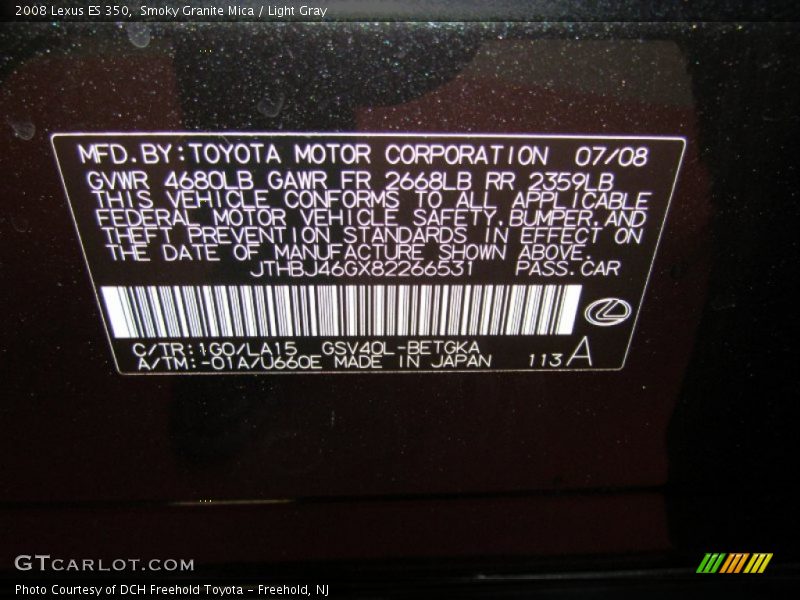 2008 Lexus ES 350, Smoky Granite Mica / Light Gray
MFD. BY: TOYOTA MOTOR CORPORATION 07/08
GVWR 4680LB GAWR FR 2668LB RR 2359LB
THIS VEHICLE CONFORMS TO ALL APPLICABLE
FEDERAL MOTOR VEHICLE SAFETY, BUMPER, AND
THEFT PREVENTION STANDARDS IN EFFECT ON
THE DATE OF MANUFACTURE SHOWN ABOVE.
JTHBJ46GX82266531 PASS. CAR
C/TR: 1G0/LA15 GSV40L-BETGKA
A/TM: -01A/U660E MADE IN JAPAN 113 A
GTCARLOT.COM
Photo Courtesy of DCH Freehold Toyota - Freehold, NJ